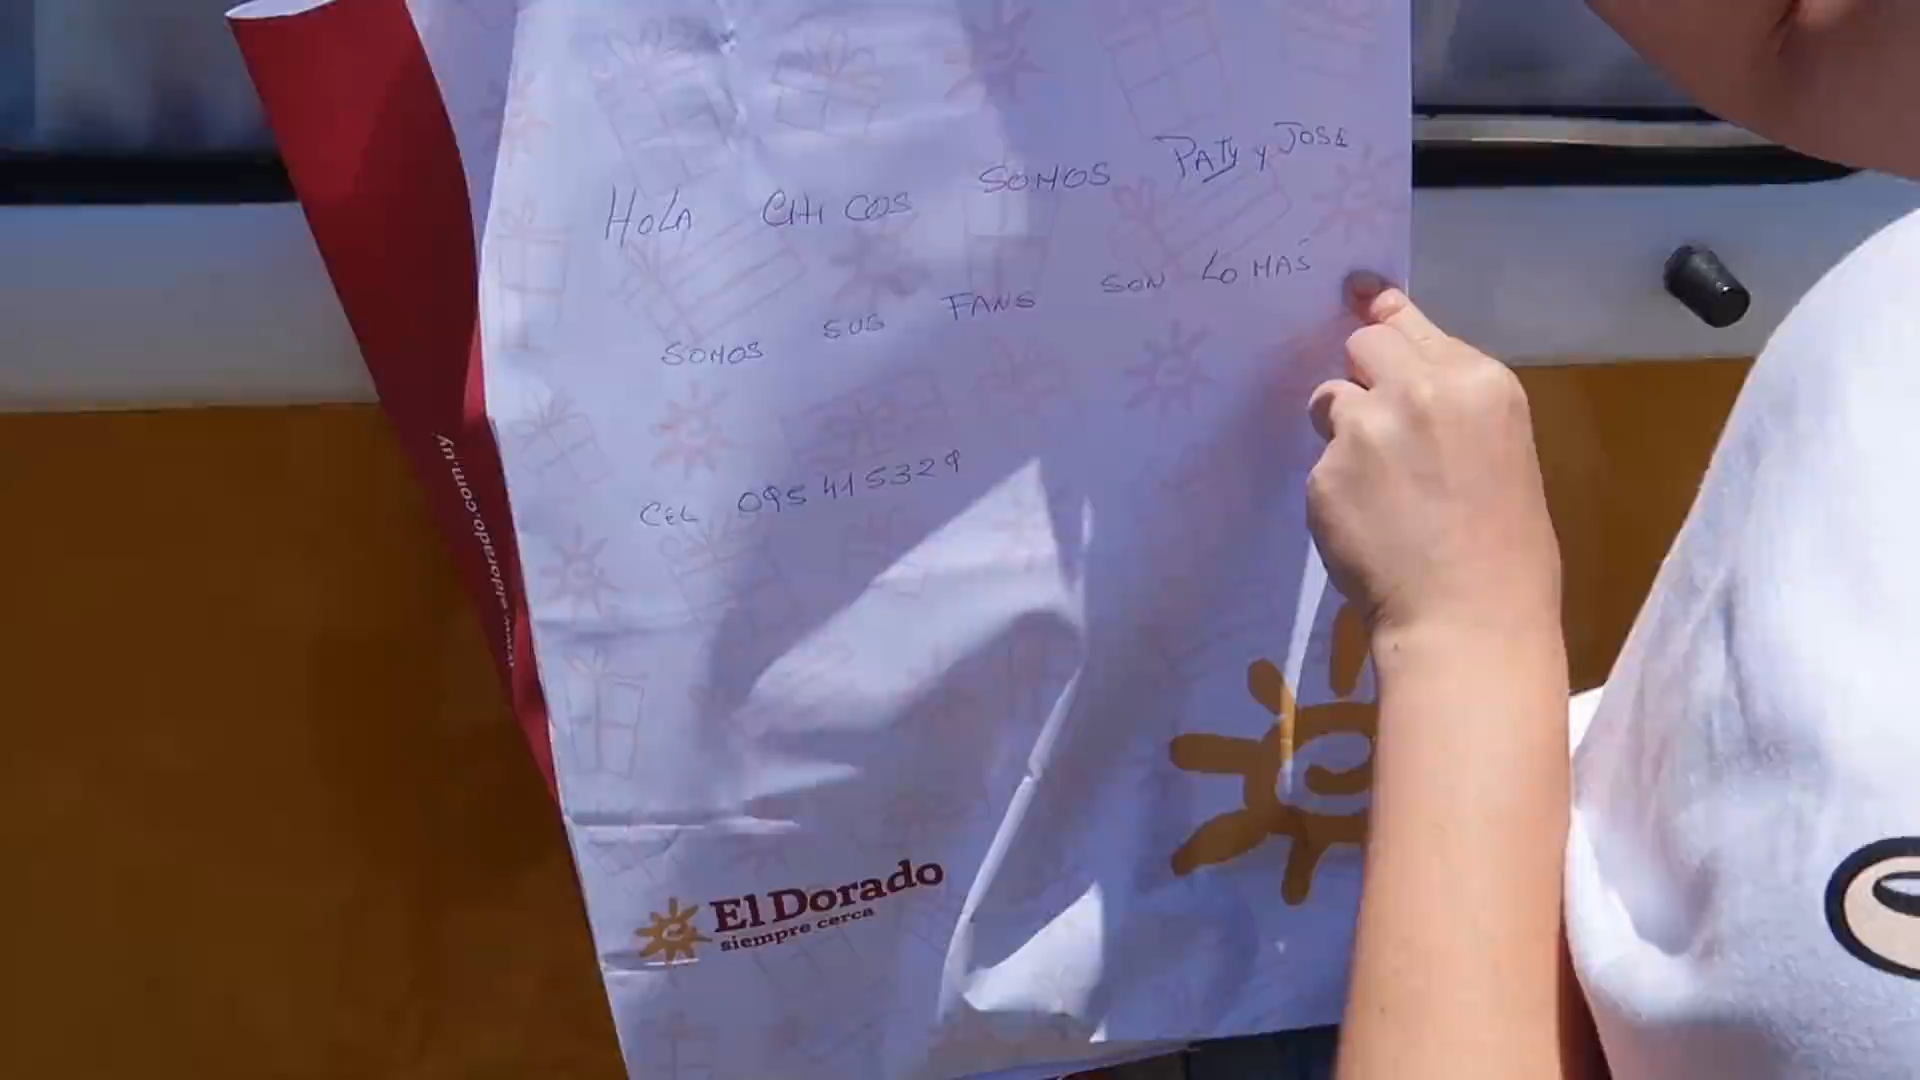 HOLA CHICOS SOMOS PATY y JOSE
SOMOS SUS FANS SON LO MÁS
CEL 095415329
www.eldorado.com.uy
El Dorado
siempre cerca